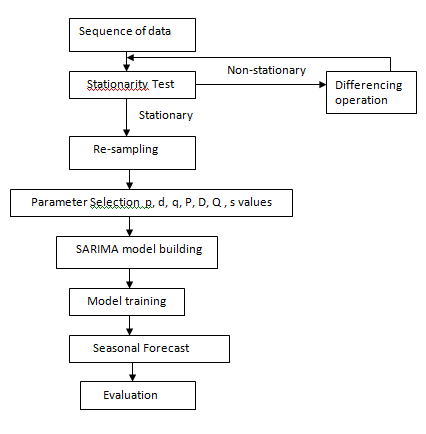 Sequence of data
Non-stationary
Stationarity Test
Differencing
operation
Stationary
Re-sampling
Parameter Selection p, d, q, P, D, Q , s values
SARIMA model building
Model training
Seasonal Forecast
Evaluation